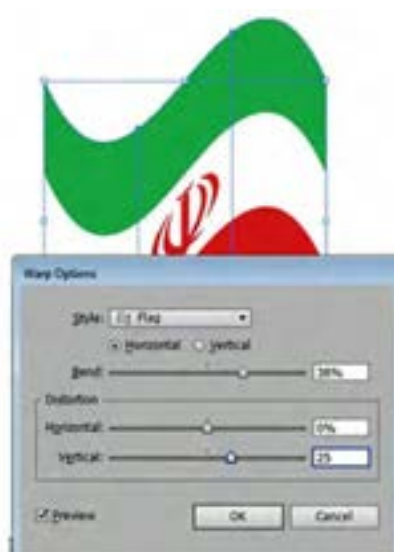 Warp Options
Style: Flag
Horizontal Vertical
Bend: 38%
Distortion
Horizontal: 0%
Vertical: 25
Preview OK Cancel